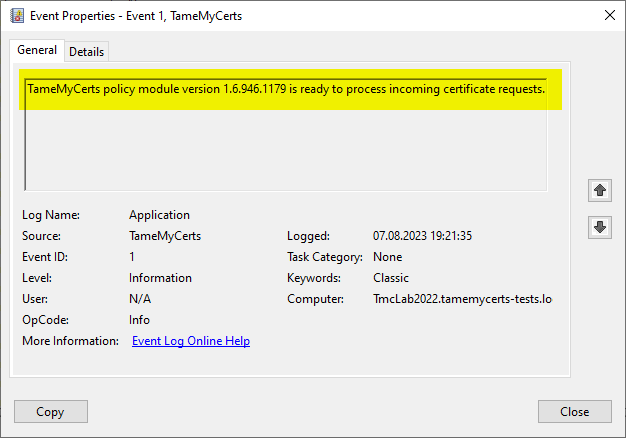 Event Properties - Event 1, TameMyCerts
General Details
TameMyCerts policy module version 1.6.946.1179 is ready to process incoming certificate requests.
Log Name: Application
Source: TameMyCerts Logged: 07.08.2023 19:21:35
Event ID: 1 Task Category: None
Level: Information Keywords: Classic
User: N/A Computer: TmcLab2022.tamemycerts-tests.lo
OpCode: Info
More Information: Event Log Online Help
Copy Close